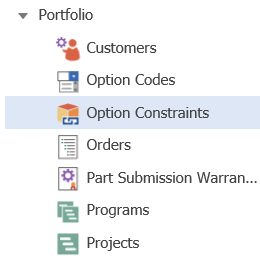 Portfolio
Customers
Option Codes
Option Constraints
Orders
Part Submission Warran...
Programs
Projects